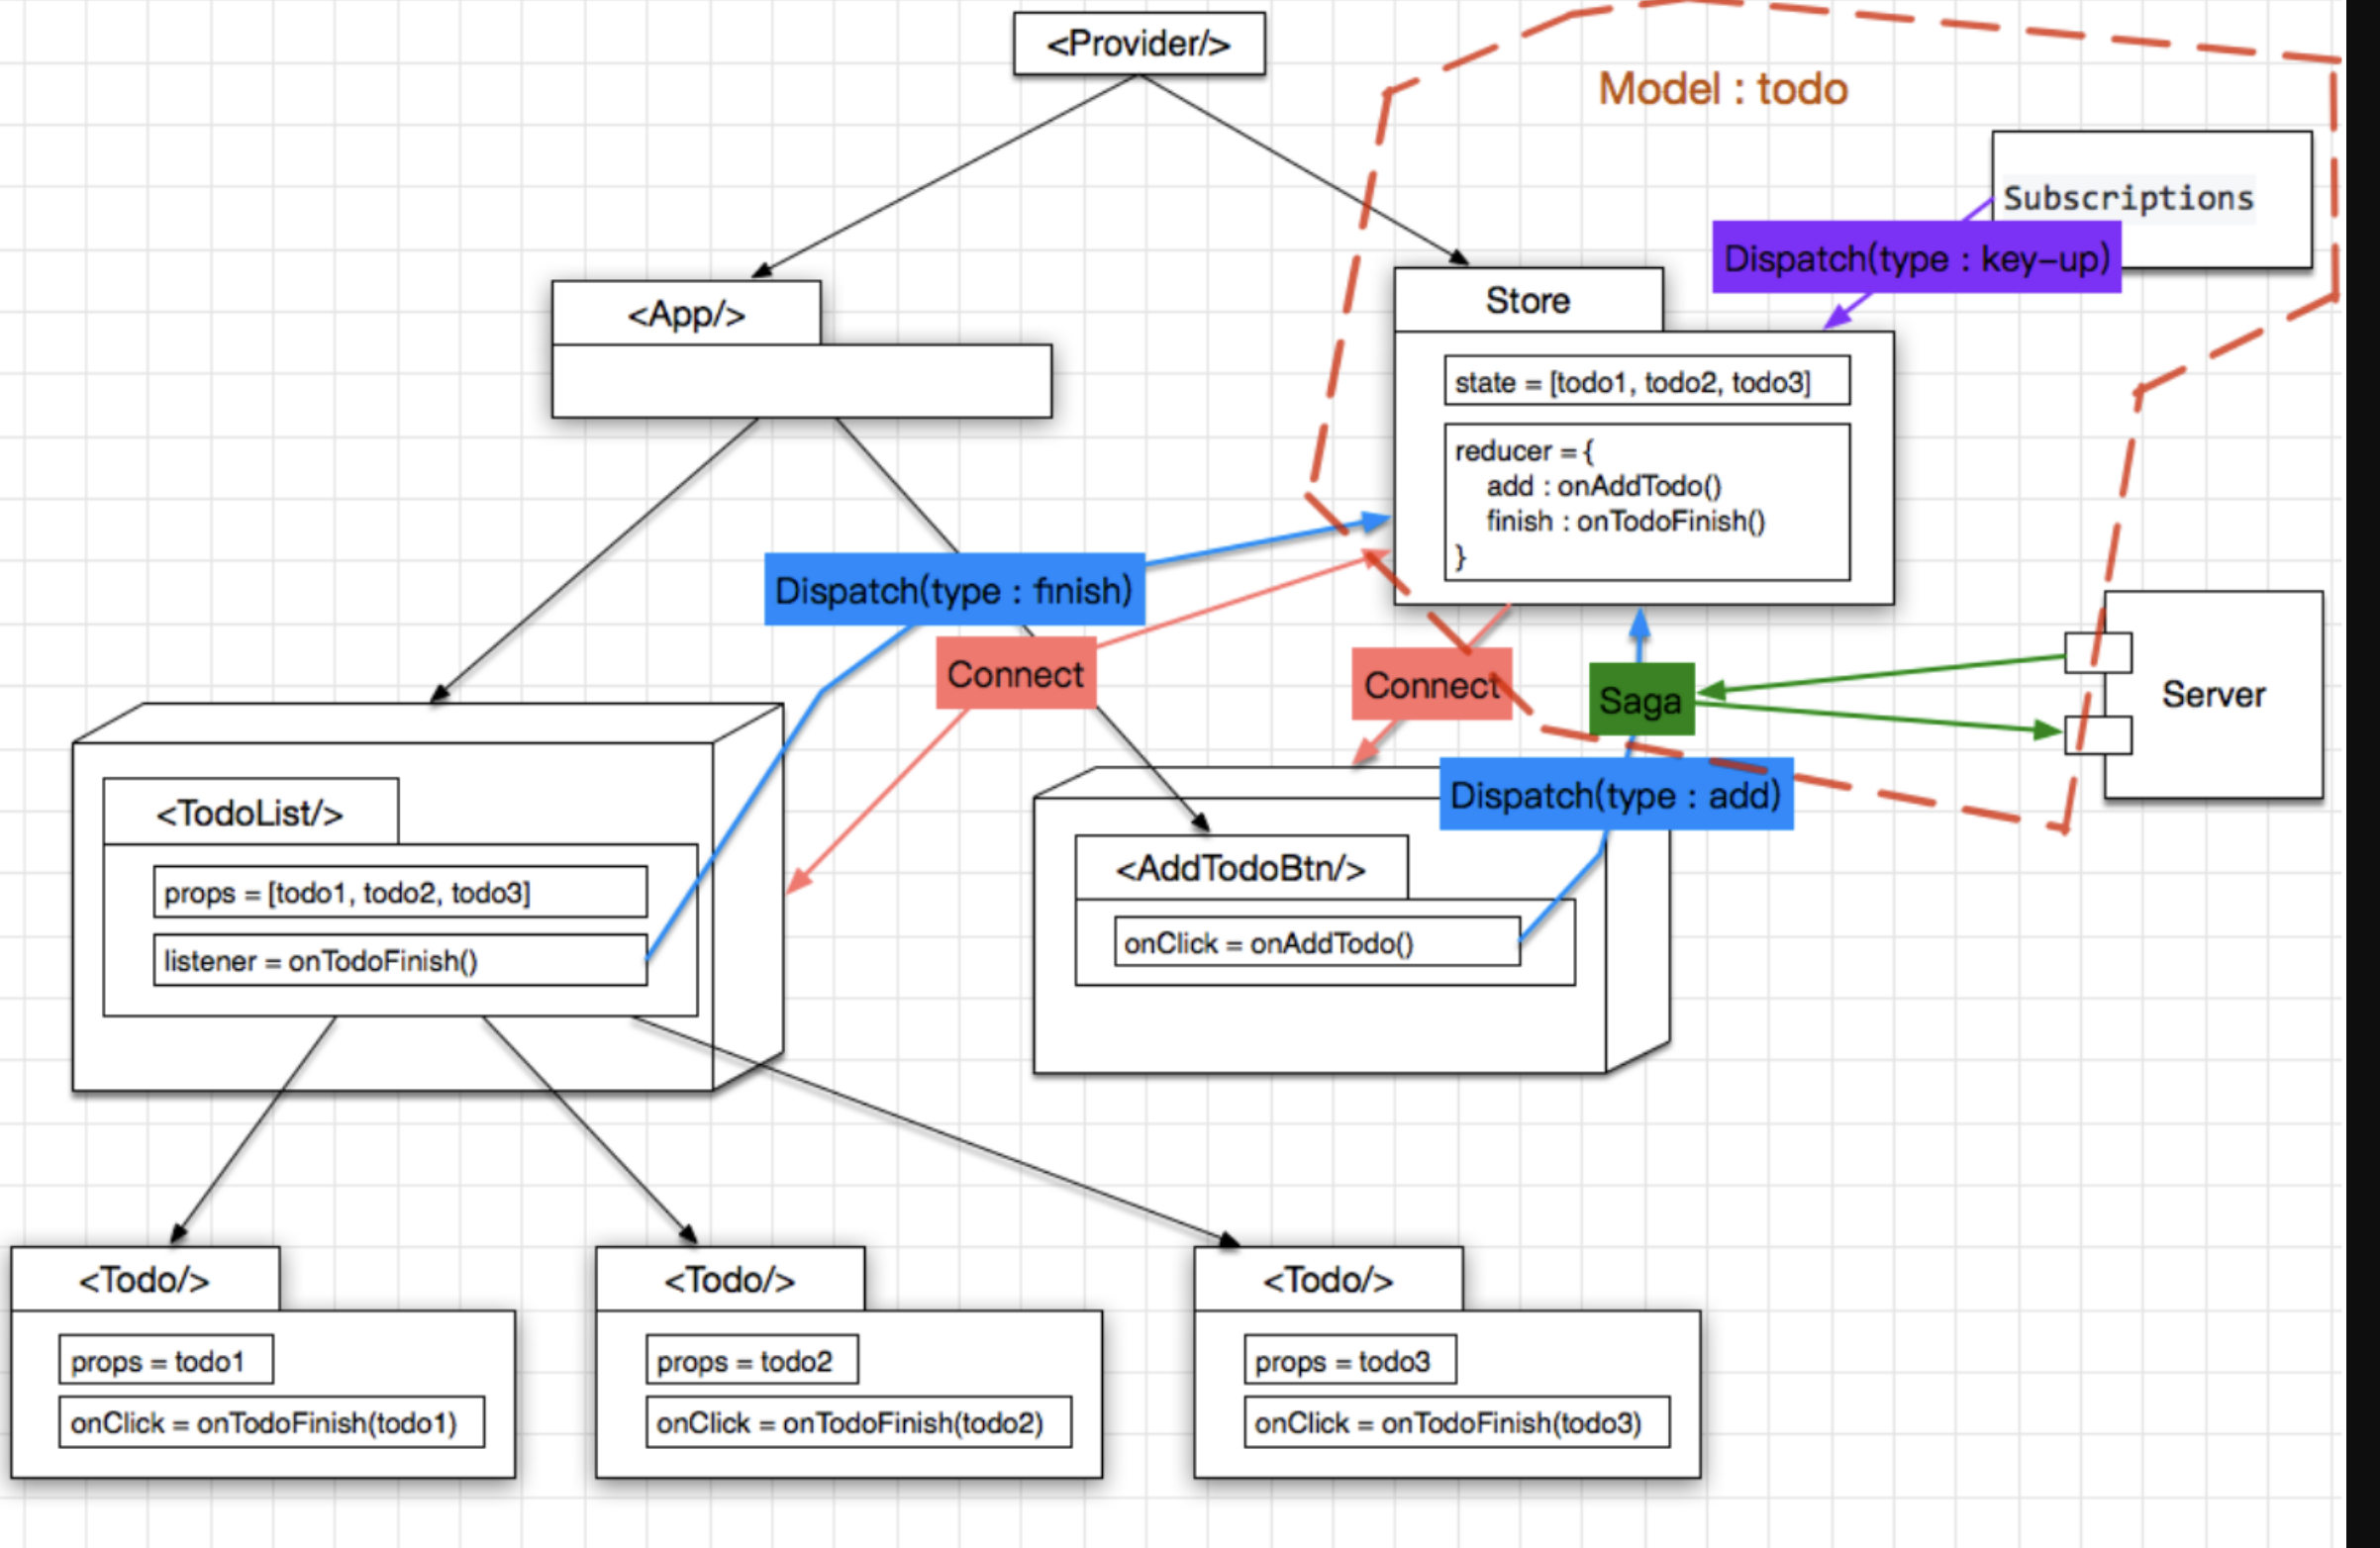 <Provider/>
Model : todo
Subscriptions
Dispatch(type : key-up)
<App/>
Store
state = [todo1, todo2, todo3]
reducer = {
add : onAddTodo()
finish : onTodoFinish()
}
Dispatch(type : finish)
Connect
Connect
Saga
Server
Dispatch(type : add)
<TodoList/>
props = [todo1, todo2, todo3]
listener = onTodoFinish()
<AddTodoBtn/>
onClick = onAddTodo()
<Todo/>
props = todo1
onClick = onTodoFinish(todo1)
<Todo/>
props = todo2
onClick = onTodoFinish(todo2)
<Todo/>
props = todo3
onClick = onTodoFinish(todo3)